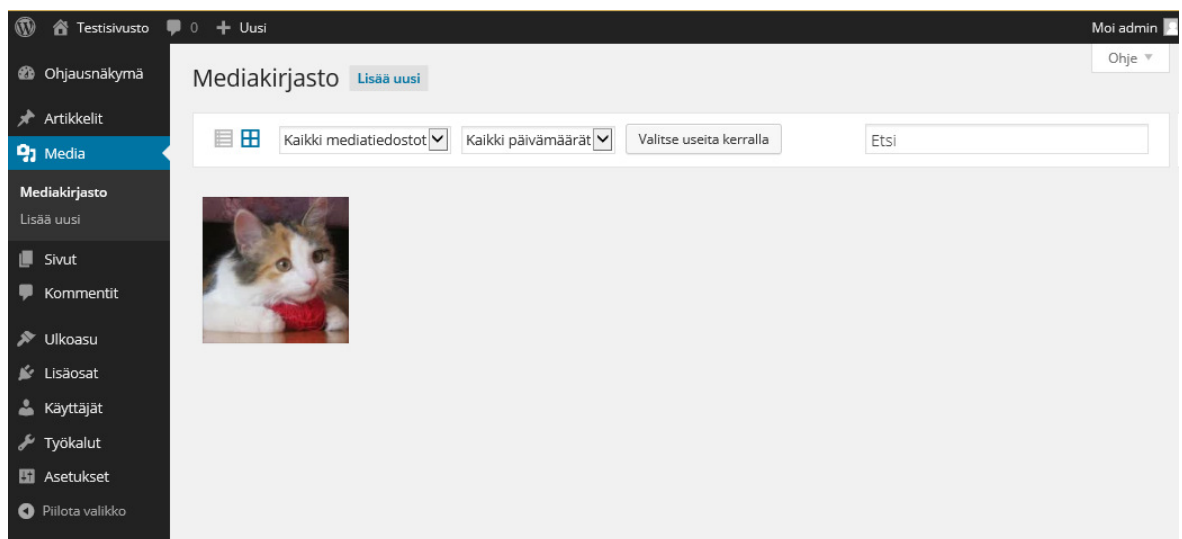 Testisivusto 0 Uusi Moi admin
Ohje
Mediakirjasto Lisää uusi
Kaikki mediatiedostot Kaikki päivämäärät Valitse useita kerralla Etsi
Ohjausnäkymä
Artikkelit
Media
Mediakirjasto
Lisää uusi
Sivut
Kommentit
Ulkoasu
Lisäosat
Käyttäjät
Työkalut
Asetukset
Piilota valikko